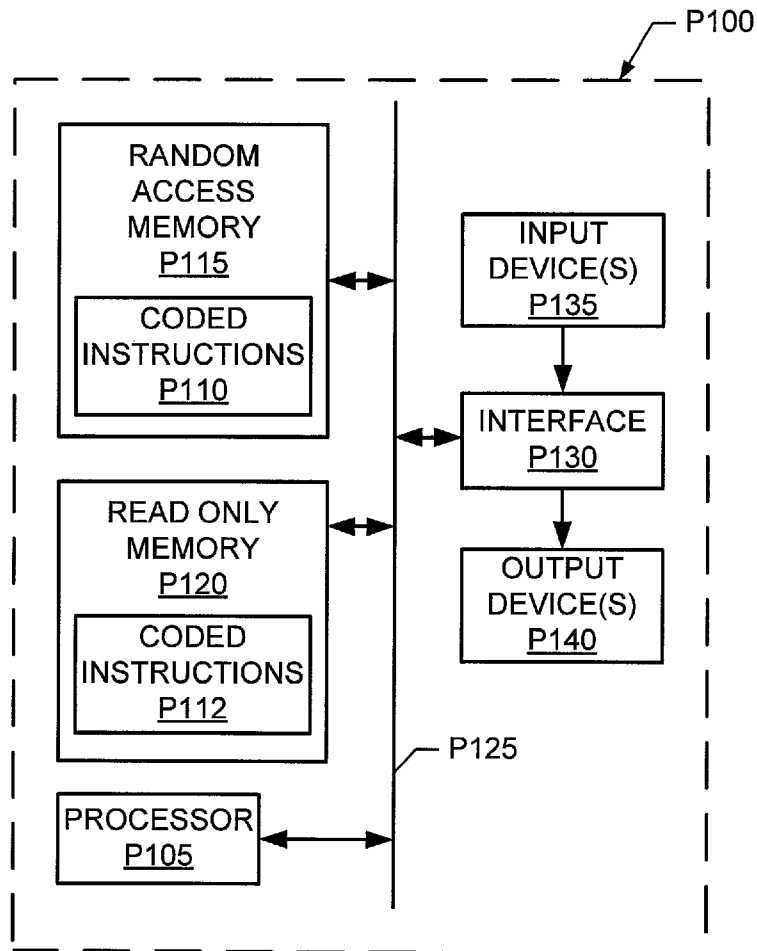 P100
RANDOM
ACCESS
MEMORY
P115
CODED
INSTRUCTIONS
P110
READ ONLY
MEMORY
P120
CODED
INSTRUCTIONS
P112
PROCESSOR
P105
INPUT
DEVICE(S)
P135
INTERFACE
P130
OUTPUT
DEVICE(S)
P140
P125